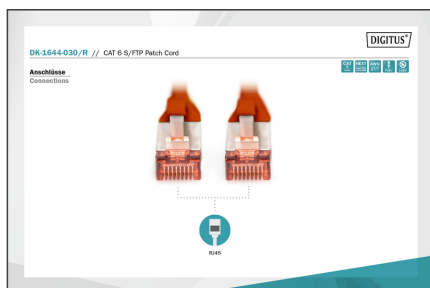 DIGITUS®
DK-1644-030/R // CAT 6 S/FTP Patch Cord
Anschlüsse
Connections
RJ45